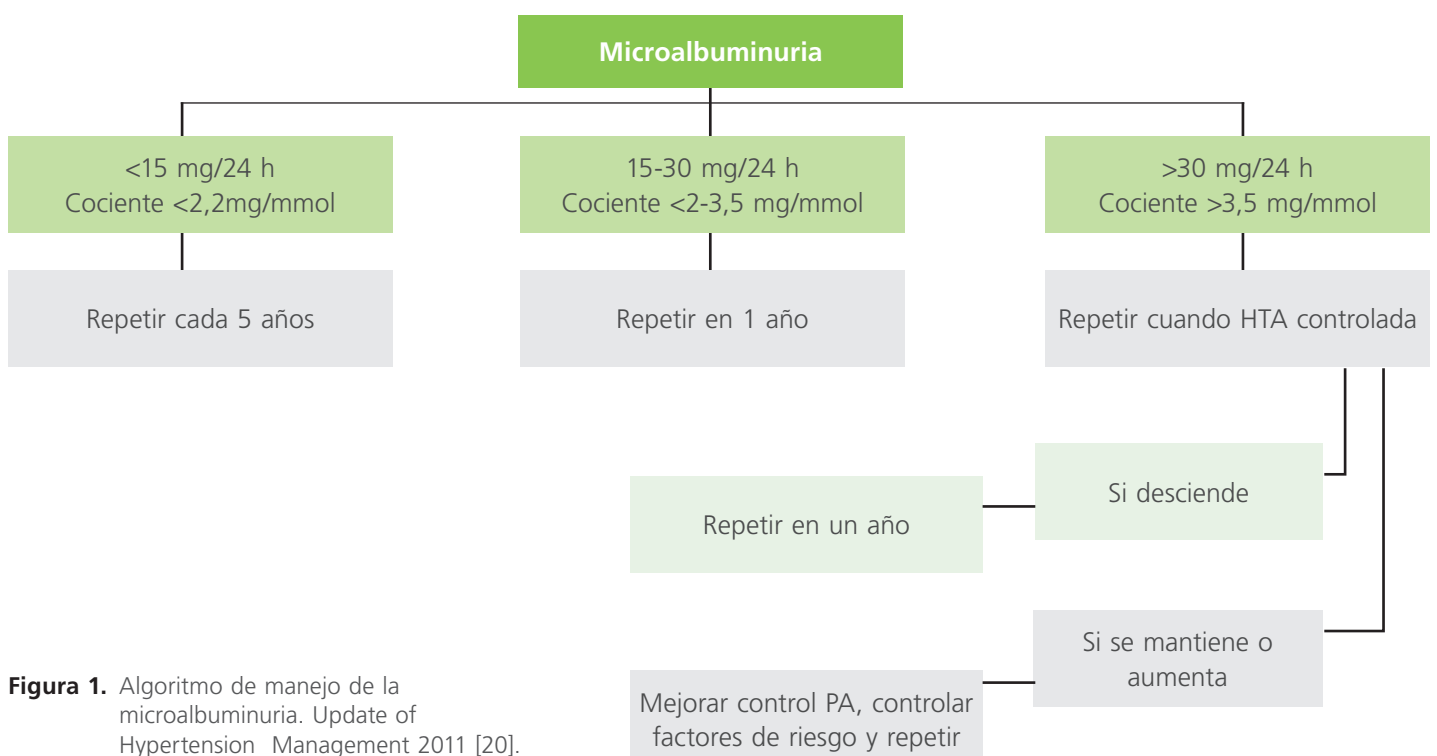 Microalbuminuria
<15 mg/24 h
Cociente <2,2mg/mmol
15-30 mg/24 h
Cociente <2-3,5 mg/mmol
>30 mg/24 h
Cociente >3,5 mg/mmol
Repetir cada 5 años
Repetir en 1 año
Repetir cuando HTA controlada
Si desciende
Repetir en un año
Si se mantiene o
aumenta
Mejorar control PA, controlar
factores de riesgo y repetir
Figura 1. Algoritmo de manejo de la
microalbuminuria. Update of
Hypertension Management 2011 [20].